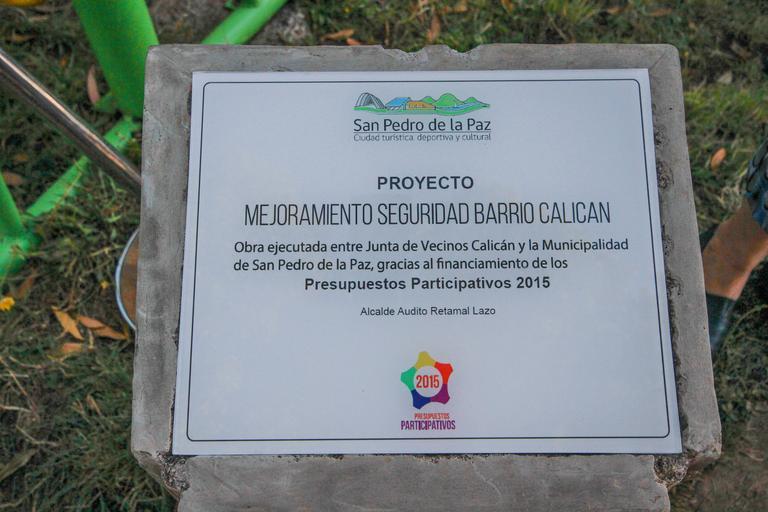 San Pedro de la Paz
Ciudad turística, deportiva y cultural
PROYECTO
MEJORAMIENTO SEGURIDAD BARRIO CALICAN
Obra ejecutada entre Junta de Vecinos Calicán y la Municipalidad
de San Pedro de la Paz, gracias al financiamiento de los
Presupuestos Participativos 2015
Alcalde Audito Retamal Lazo
2015
PRESUPUESTOS
PARTICIPATIVOS